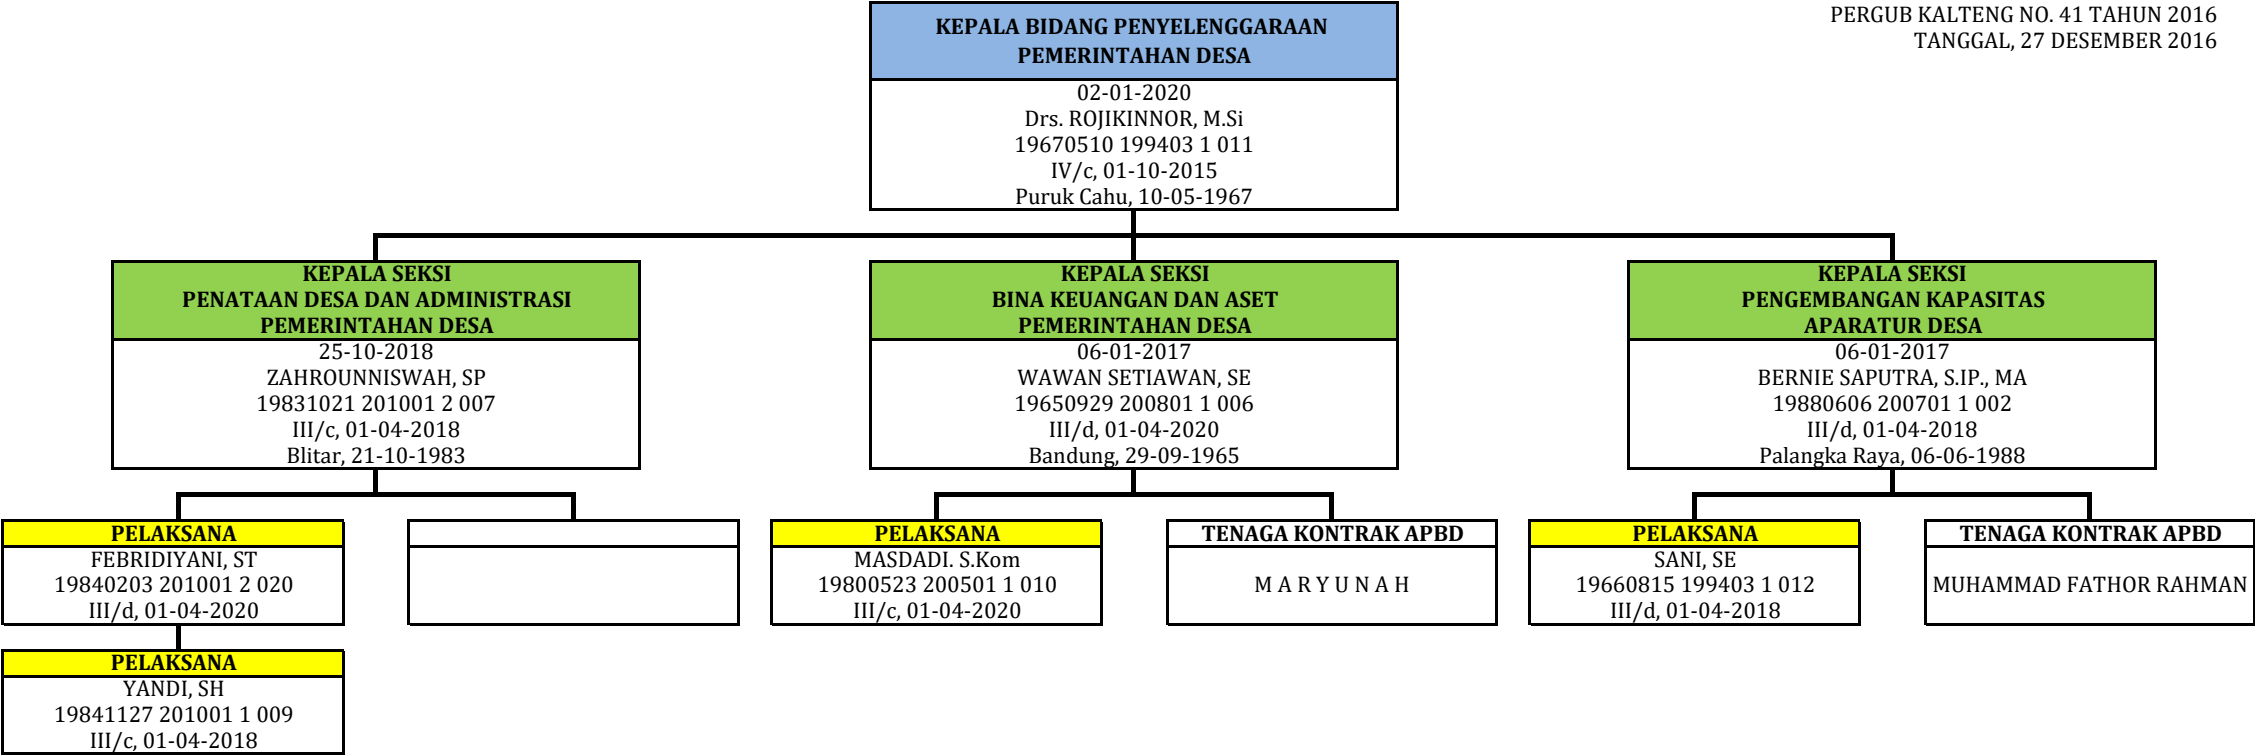 PERGUB KALTENG NO. 41 TAHUN 2016
TANGGAL, 27 DESEMBER 2016
KEPALA BIDANG PENYELENGGARAAN
PEMERINTAHAN DESA
02-01-2020
Drs. ROJIKINNOR, M.Si
19670510 199403 1 011
IV/c, 01-10-2015
Puruk Cahu, 10-05-1967
KEPALA SEKSI
PENATAAN DESA DAN ADMINISTRASI
PEMERINTAHAN DESA
25-10-2018
ZAHROUNNISWAH, SP
19831021 201001 2 007
III/c, 01-04-2018
Blitar, 21-10-1983
KEPALA SEKSI
BINA KEUANGAN DAN ASET
PEMERINTAHAN DESA
06-01-2017
WAWAN SETIAWAN, SE
19650929 200801 1 006
III/d, 01-04-2020
Bandung, 29-09-1965
KEPALA SEKSI
PENGEMBANGAN KAPASITAS
APARATUR DESA
06-01-2017
BERNIE SAPUTRA, S.IP., MA
19880606 200701 1 002
III/d, 01-04-2018
Palangka Raya, 06-06-1988
PELAKSANA
FEBRIDIYANI, ST
19840203 201001 2 020
III/d, 01-04-2020
PELAKSANA
MASDADI. S.Kom
19800523 200501 1 010
III/c, 01-04-2020
TENAGA KONTRAK APBD
M A R Y U N A H
PELAKSANA
SANI, SE
19660815 199403 1 012
III/d, 01-04-2018
TENAGA KONTRAK APBD
MUHAMMAD FATHOR RAHMAN
PELAKSANA
YANDI, SH
19841127 201001 1 009
III/c, 01-04-2018